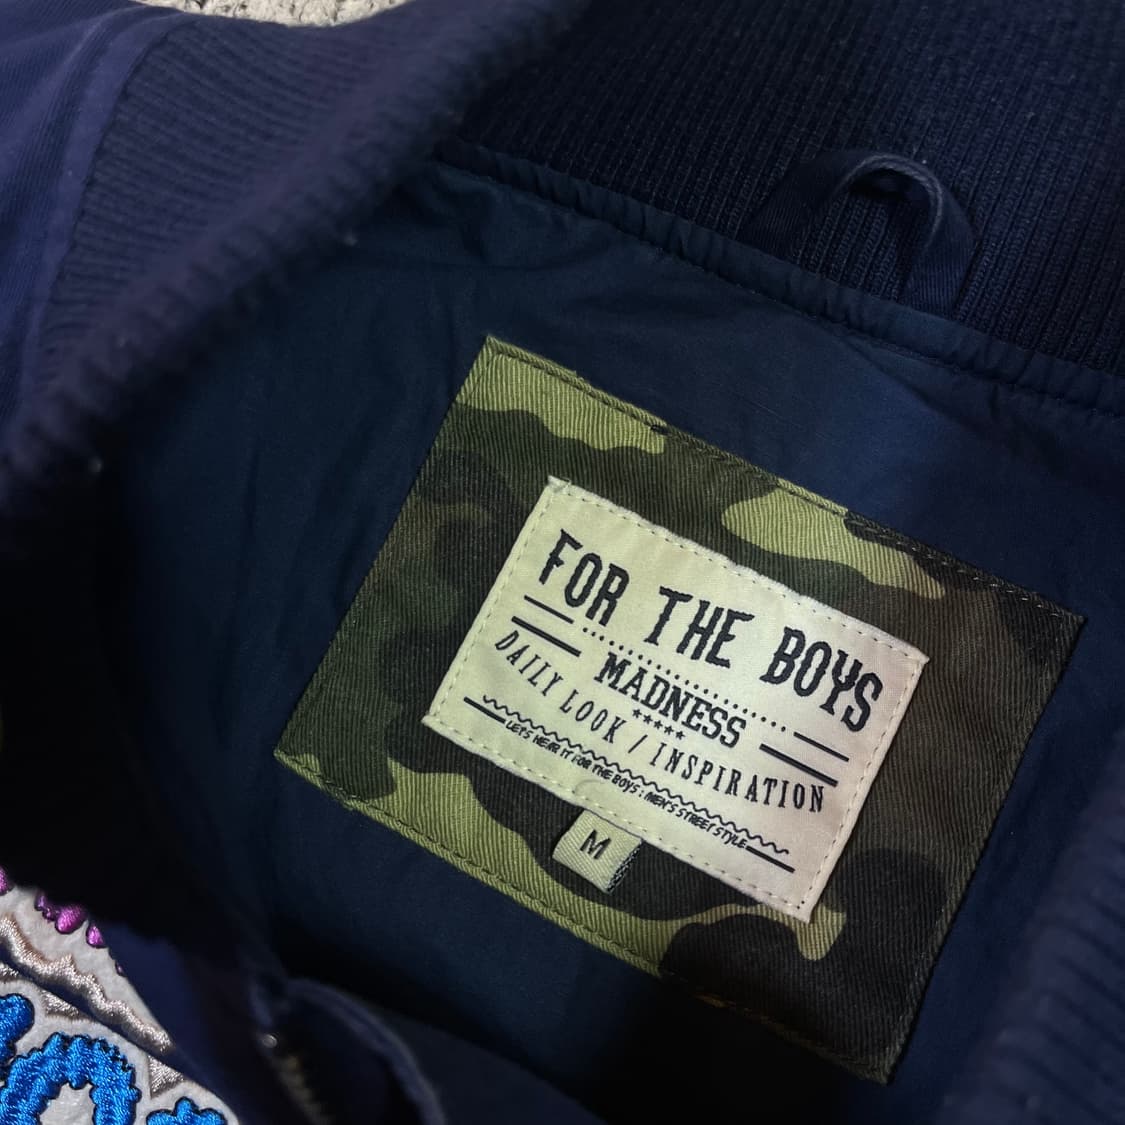 FOR THE BOYS
MADNESS
DAILY LOOK / INSPIRATION
LET'S HEAR IT FOR THE BOYS : MEN'S STREET STYLE
M